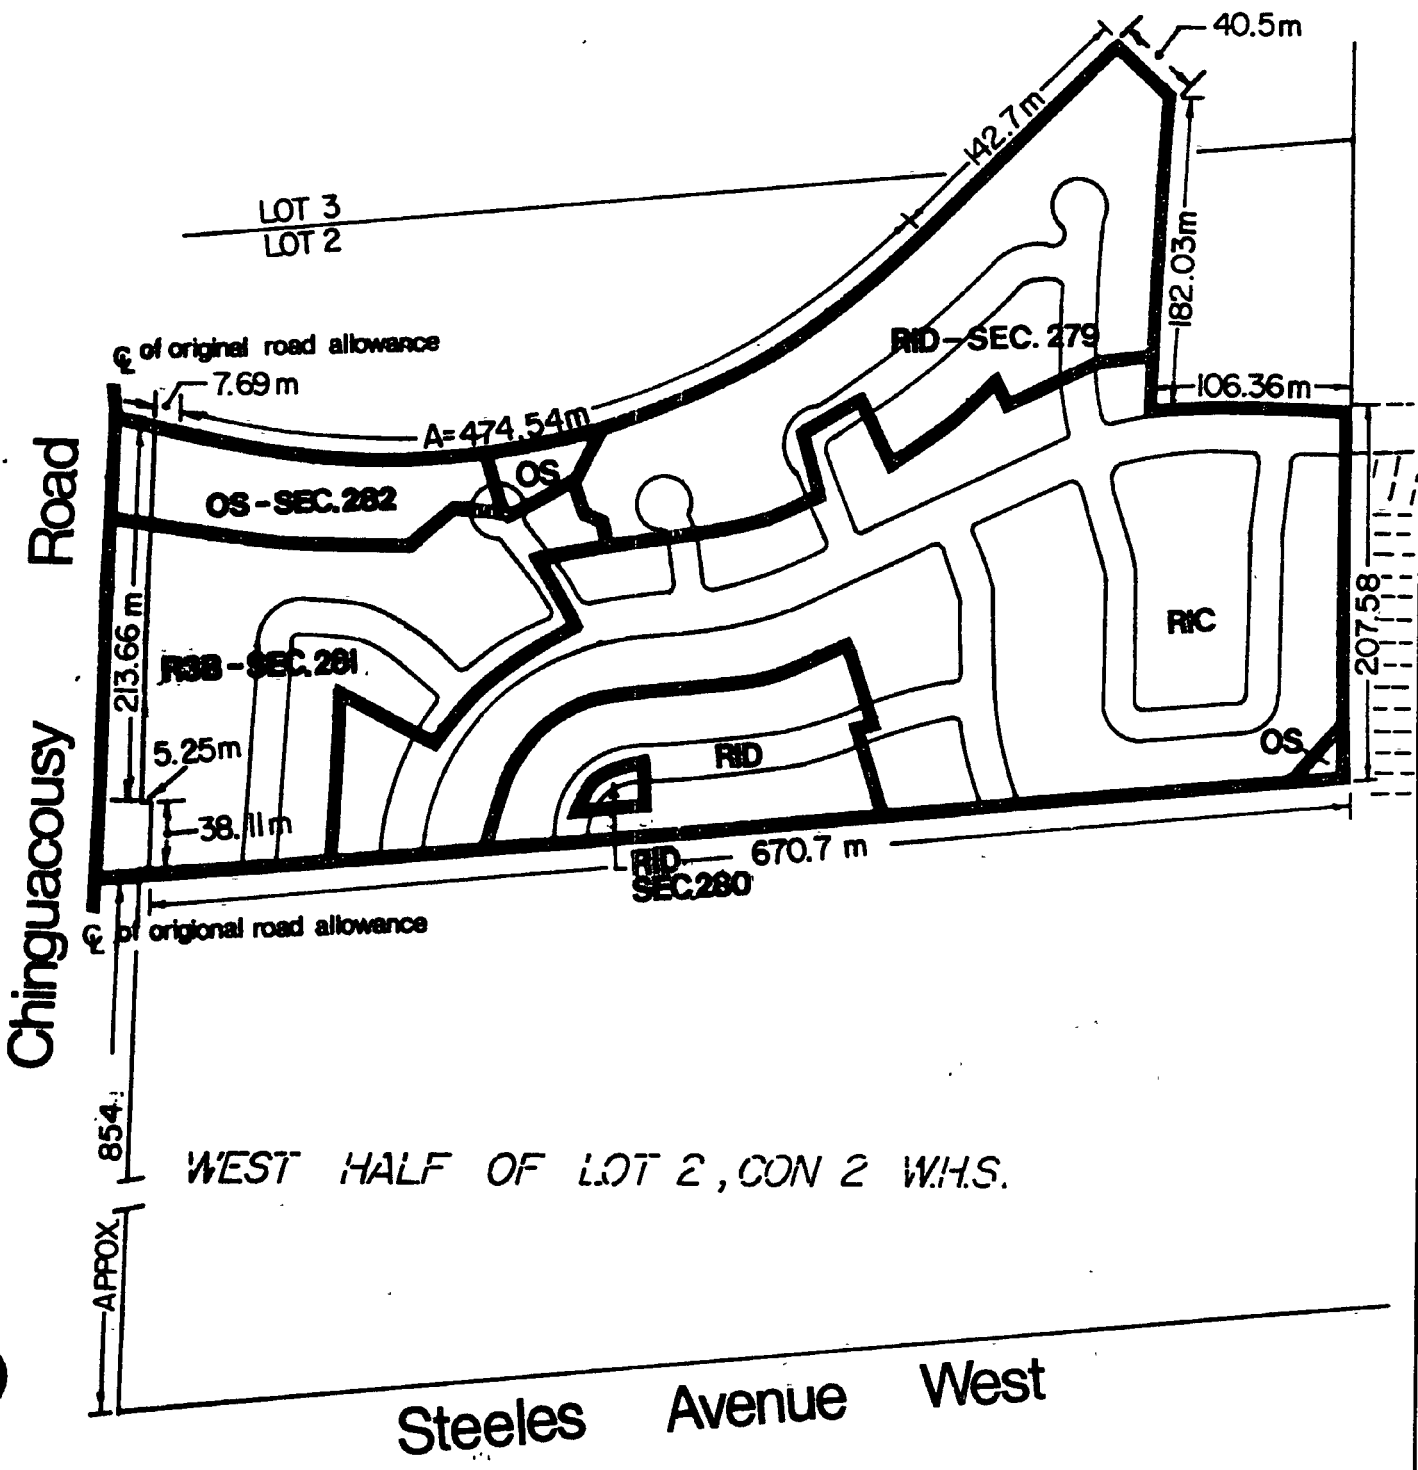 40.5m
142.7m
LOT 3
LOT 2
182.03m
℄ of original road allowance
7.69m
RID-SEC. 279
106.36m
A=474.54m
OS
OS-SEC. 282
Chinguacousy Road
213.66 m
R3B-SEC. 281
RIC
207.58
5.25m
OS
RID
38.11m
RID
SEC.280
670.7 m
℄ of origional road allowance
APPOX. 854.
WEST HALF OF LOT 2, CON 2 W.H.S.
Steeles Avenue West